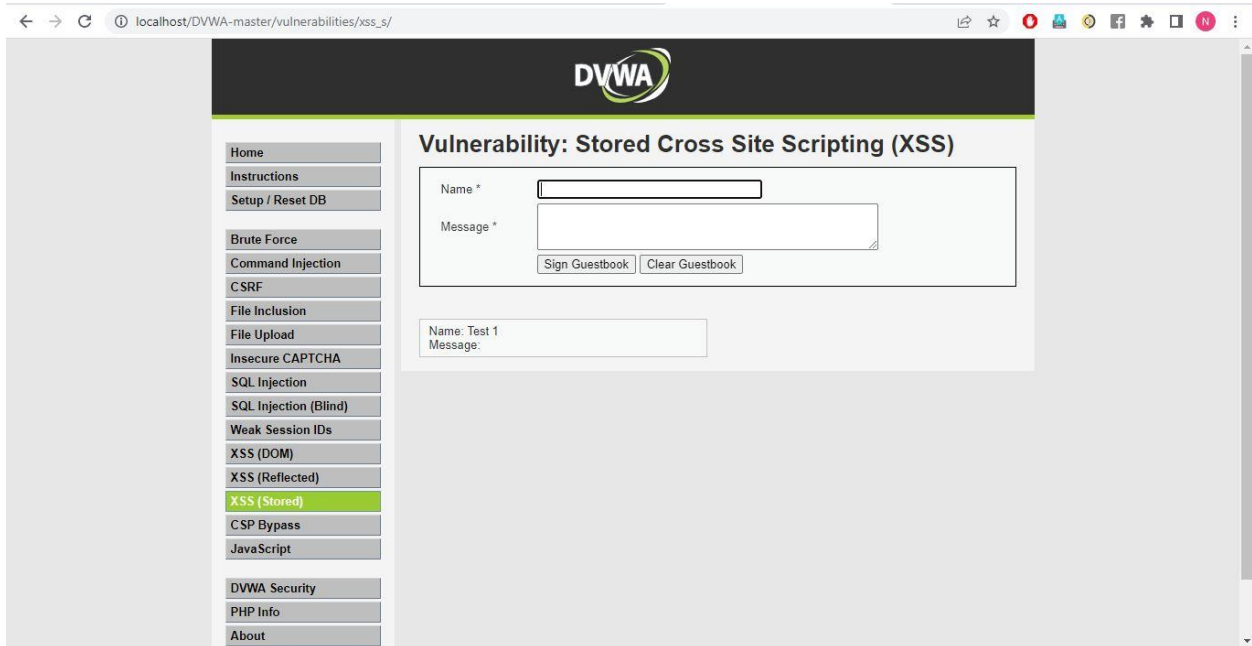 localhost/DVWA-master/vulnerabilities/xss_s/
N
DVWA
Home
Instructions
Setup / Reset DB
Brute Force
Command Injection
CSRF
File Inclusion
File Upload
Insecure CAPTCHA
SQL Injection
SQL Injection (Blind)
Weak Session IDs
XSS (DOM)
XSS (Reflected)
XSS (Stored)
CSP Bypass
JavaScript
DVWA Security
PHP Info
About
Vulnerability: Stored Cross Site Scripting (XSS)
Name *
Message *
Sign Guestbook Clear Guestbook
Name: Test 1
Message: